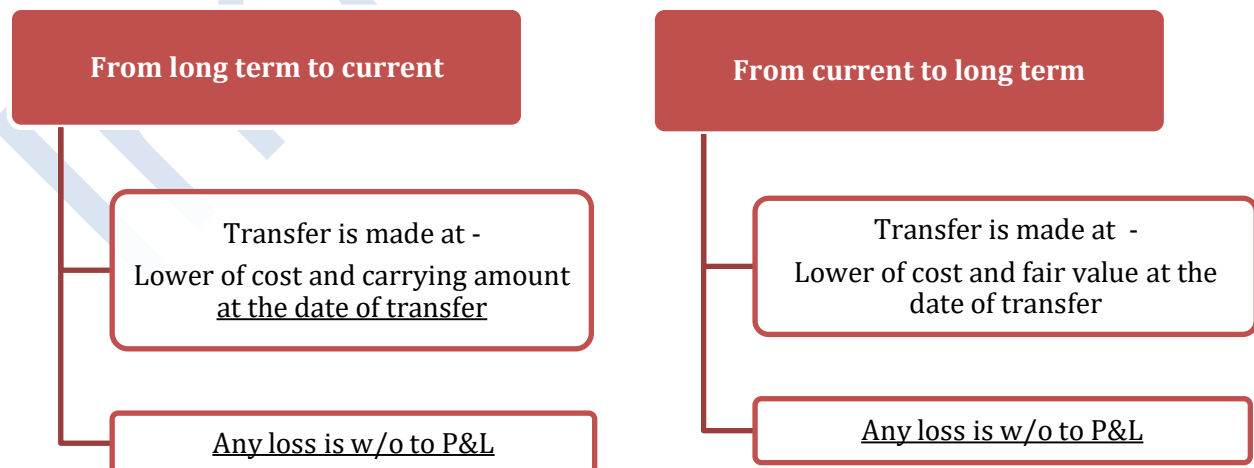 From long term to current
Transfer is made at -
Lower of cost and carrying amount
at the date of transfer
Any loss is w/o to P&L
From current to long term
Transfer is made at -
Lower of cost and fair value at the
date of transfer
Any loss is w/o to P&L